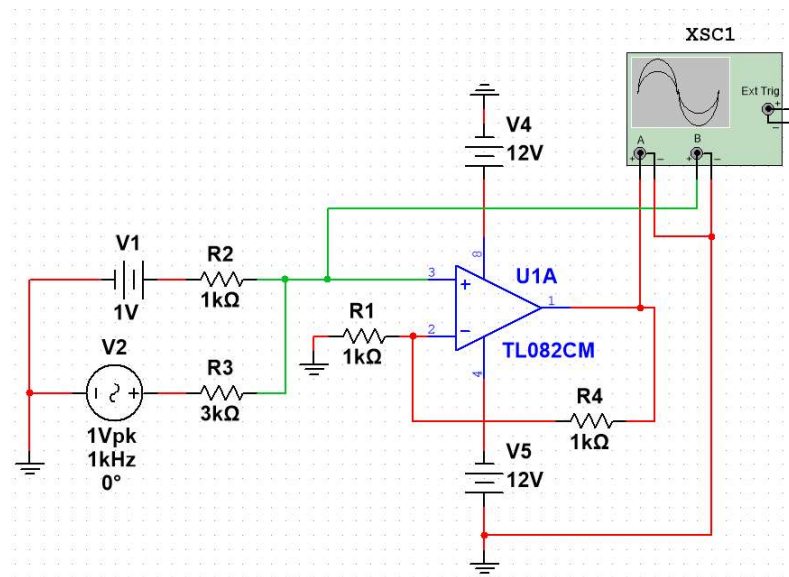 XSC1
Ext Trig
+
−
A
B
+ −
+ −
V4
12V
V1
1V
R2
1kΩ
8
3
+
U1A
1
R1
1kΩ
2
−
TL082CM
4
V2
− +
1Vpk
1kHz
0°
R3
3kΩ
R4
1kΩ
V5
12V